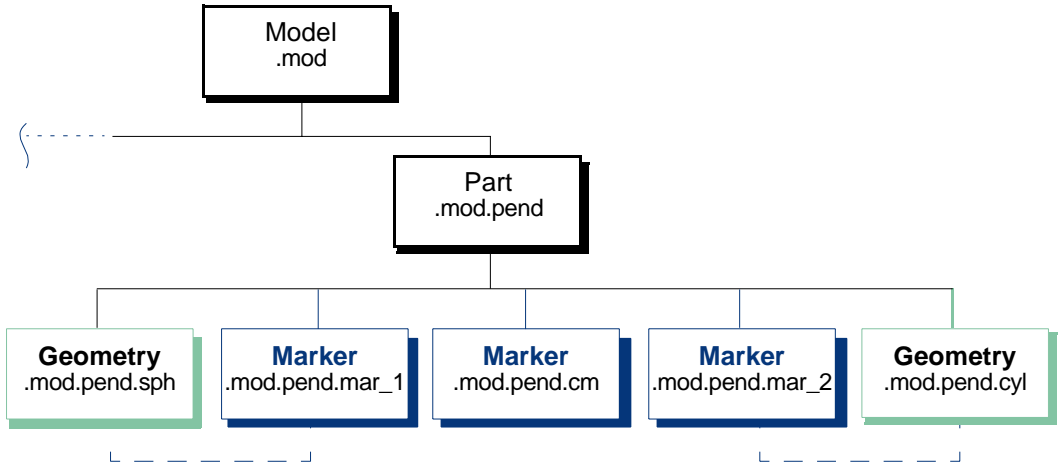 Model
.mod
Part
.mod.pend
Geometry
.mod.pend.sph
Marker
.mod.pend.mar_1
Marker
.mod.pend.cm
Marker
.mod.pend.mar_2
Geometry
.mod.pend.cyl